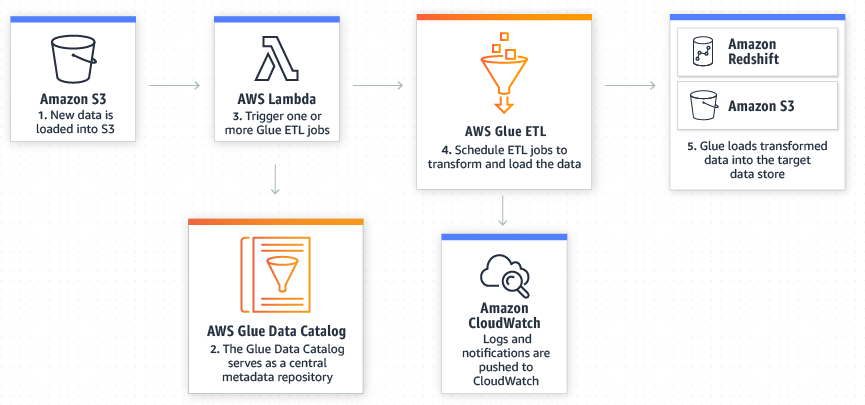 Amazon S3
1. New data is
loaded into S3
AWS Lambda
3. Trigger one or
more Glue ETL jobs
AWS Glue ETL
4. Schedule ETL jobs to
transform and load the data
Amazon
Redshift
Amazon S3
5. Glue loads transformed
data into the target
data store
AWS Glue Data Catalog
2. The Glue Data Catalog
serves as a central
metadata repository
Amazon
CloudWatch
Logs and
notifications are
pushed to
CloudWatch